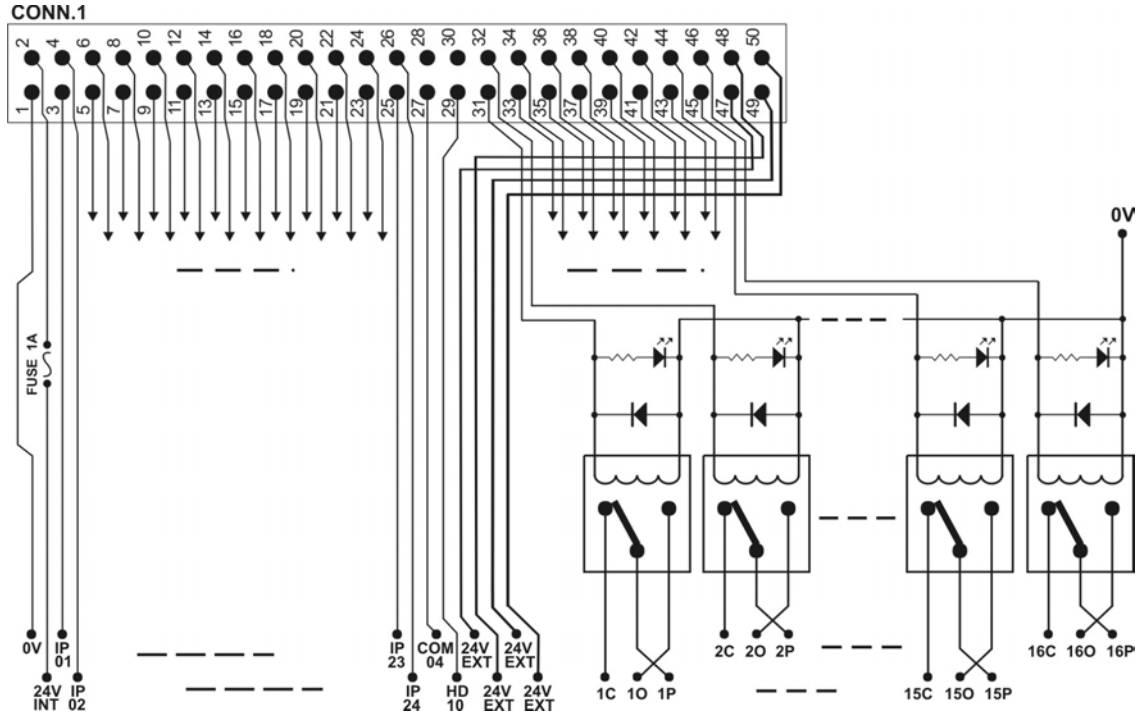 CONN.1
2 4 6 8 10 12 14 16 18 20 22 24 26 28 30 32 34 36 38 40 42 44 46 48 50
1 3 5 7 9 11 13 15 17 19 21 23 25 27 29 31 33 35 37 39 41 43 45 47 49
0V
FUSE 1A
0V IP 01 IP 23 COM 04 24V EXT 24V EXT 2C 2O 2P 16C 16O 16P
24V INT IP 02 IP 24 HD 10 24V EXT 24V EXT 1C 1O 1P 15C 15O 15P